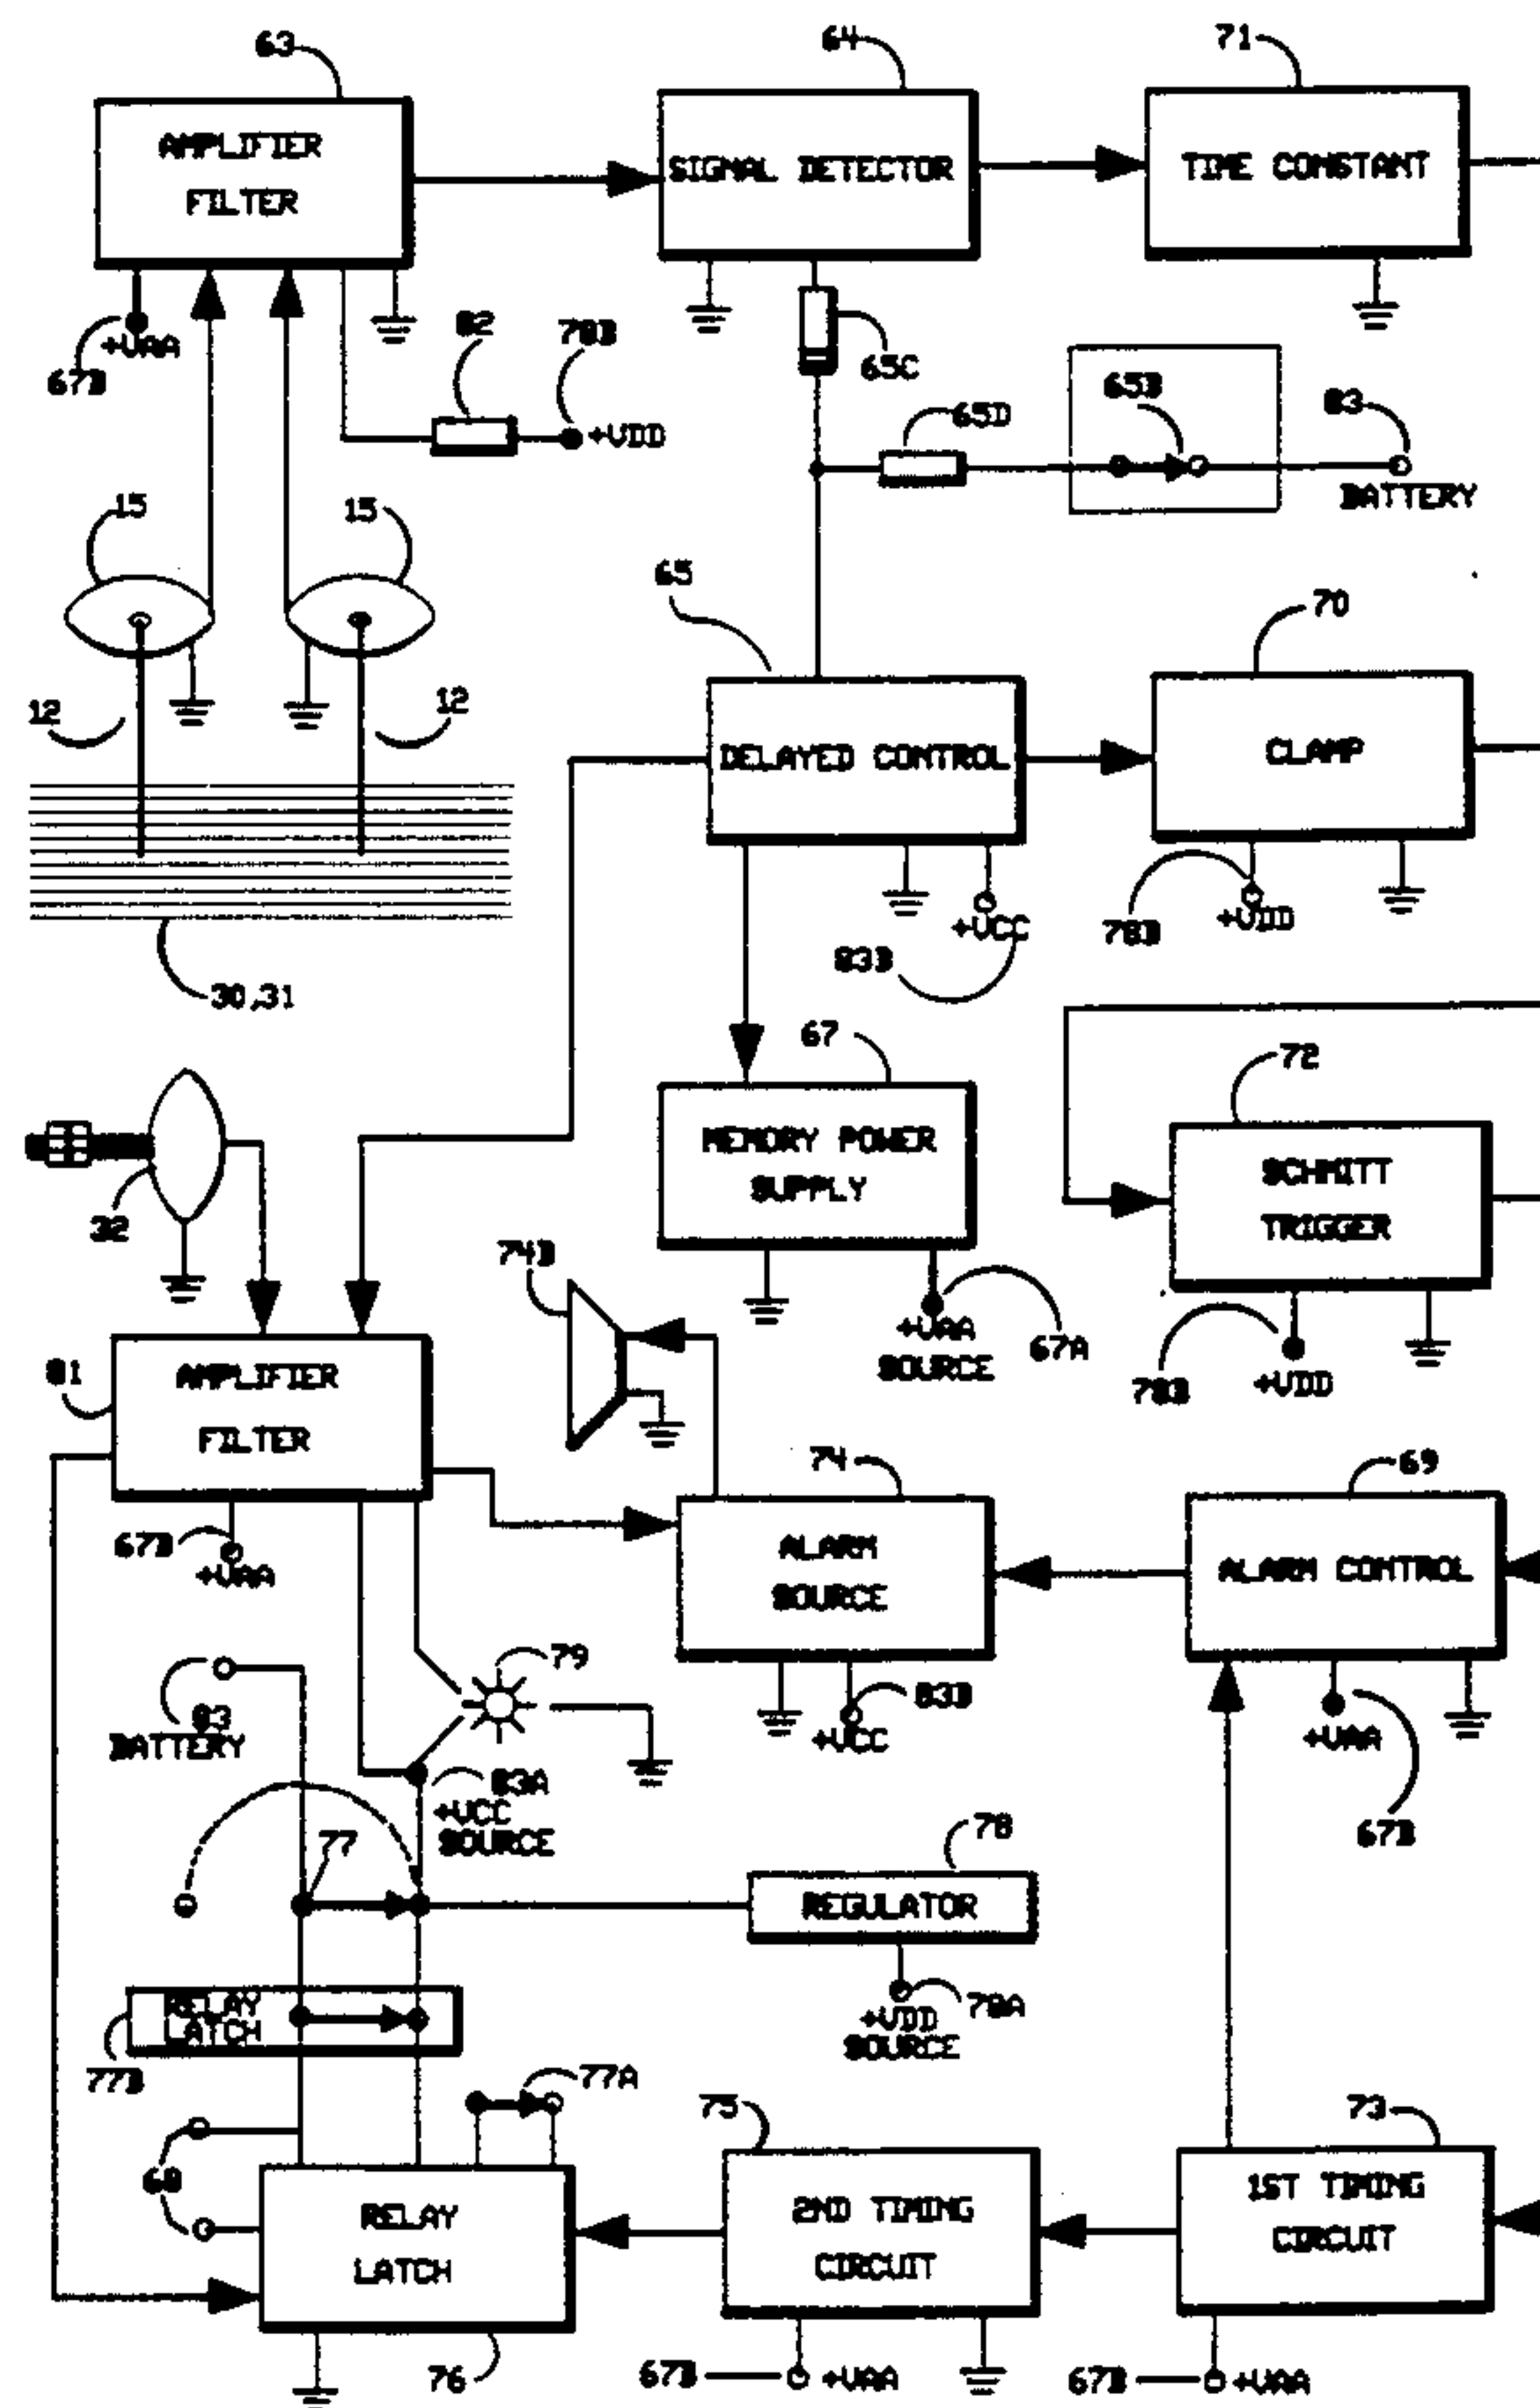 63
64
71
AMPLIFIER
FILTER
SIGNAL DETECTOR
TIME CONSTANT
+VAA
67B
82
78B
+VDD
65C
65D
65B
83
BATTERY
15
15
65
70
12
12
DELAYED CONTROL
CLAMP
+VCC
83B
78B
+VDD
30,31
67
72
MEMORY POWER
SUPPLY
SCHMITT
TRIGGER
32
74B
+VAA
SOURCE
67A
78B
+VDD
81
AMPLIFIER
FILTER
74
69
67B
+VAA
ALARM
SOURCE
ALARM CONTROL
79
83
BATTERY
83B
+VCC
+VAA
67B
83A
+VCC
SOURCE
77
78
REGULATOR
RELAY
LATCH
78A
+VDD
SOURCE
77B
77A
75
73
68
RELAY
LATCH
2ND TIMING
CIRCUIT
1ST TIMING
CIRCUIT
76
67B
+VAA
67B
+VAA